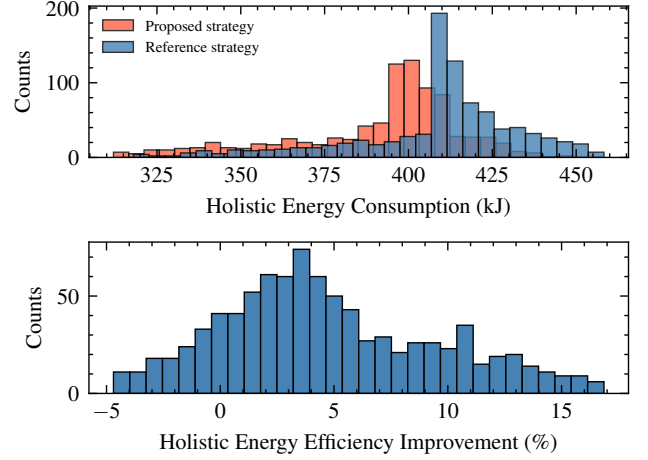 200
100
0
Counts
Proposed strategy
Reference strategy
325 350 375 400 425 450
Holistic Energy Consumption (kJ)
50
0
Counts
−5 0 5 10 15
Holistic Energy Efficiency Improvement (%)